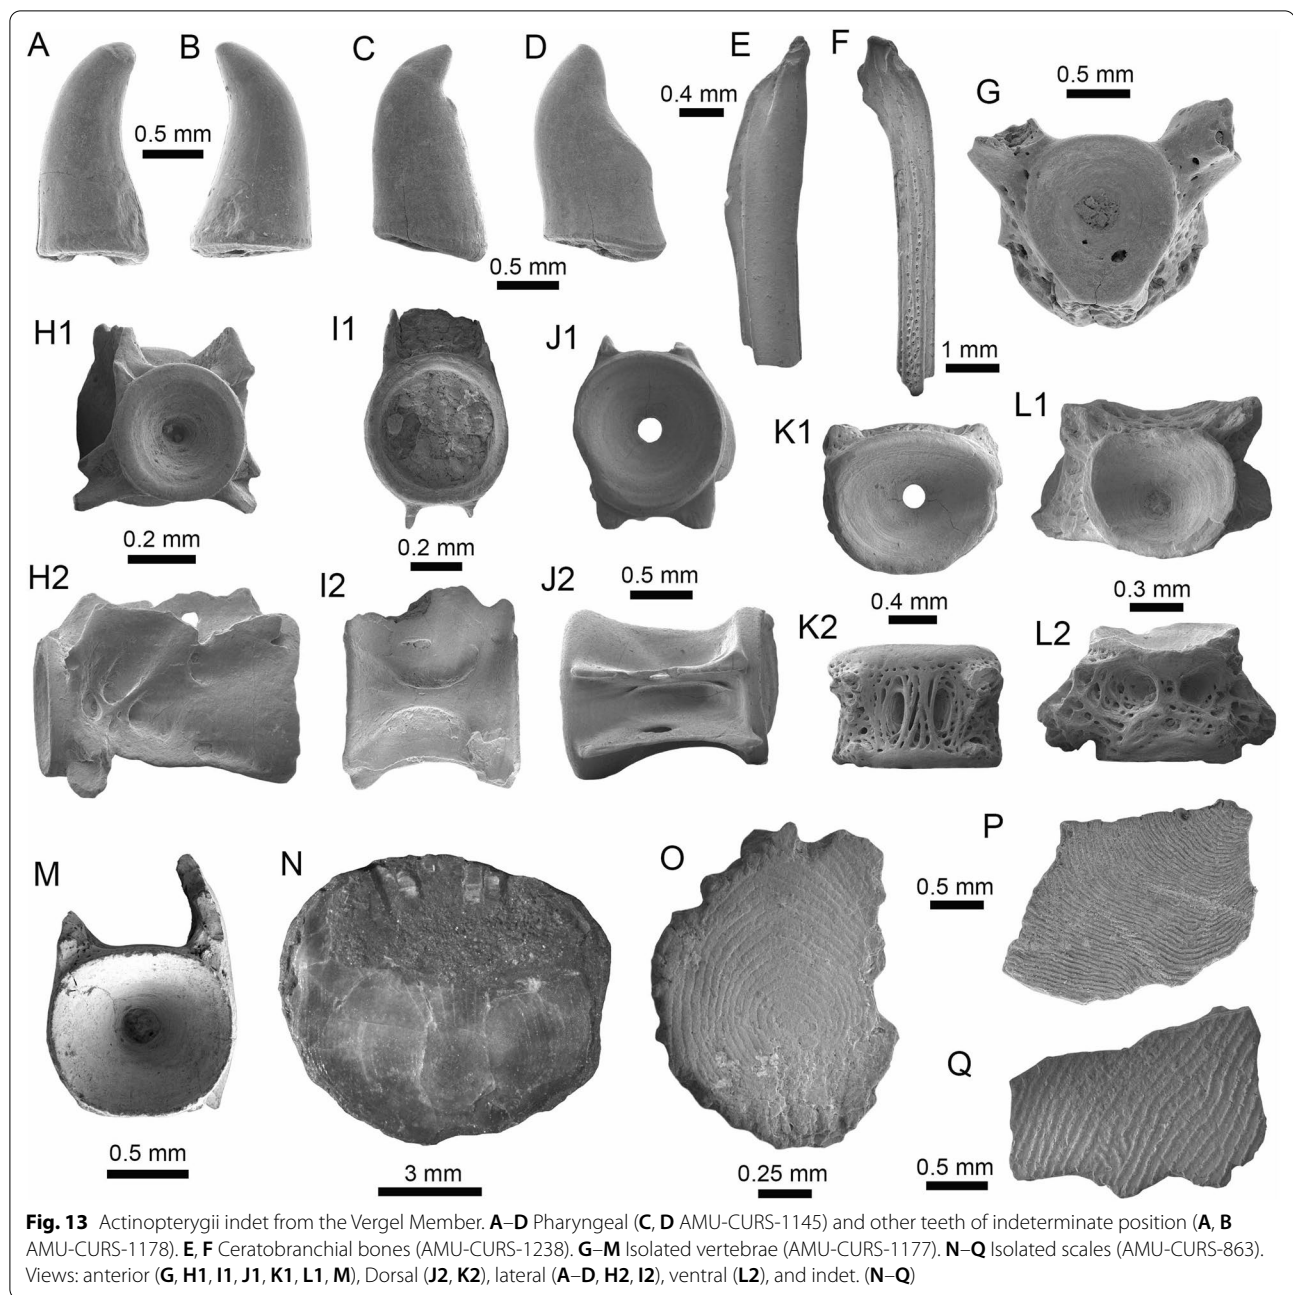 A
B
C
D
E
F
G
0.5 mm
0.4 mm
0.5 mm
0.5 mm
1 mm
H1
I1
J1
K1
L1
0.2 mm
0.2 mm
0.5 mm
0.4 mm
0.3 mm
H2
I2
J2
K2
L2
M
N
O
P
0.5 mm
Q
0.5 mm
0.5 mm
3 mm
0.25 mm
Fig. 13 Actinopterygii indet from the Vergel Member. A–D Pharyngeal (C, D AMU-CURS-1145) and other teeth of indeterminate position (A, B
AMU-CURS-1178). E, F Ceratobranchial bones (AMU-CURS-1238). G–M Isolated vertebrae (AMU-CURS-1177). N–Q Isolated scales (AMU-CURS-863).
Views: anterior (G, H1, I1, J1, K1, L1, M), Dorsal (J2, K2), lateral (A–D, H2, I2), ventral (L2), and indet. (N–Q)